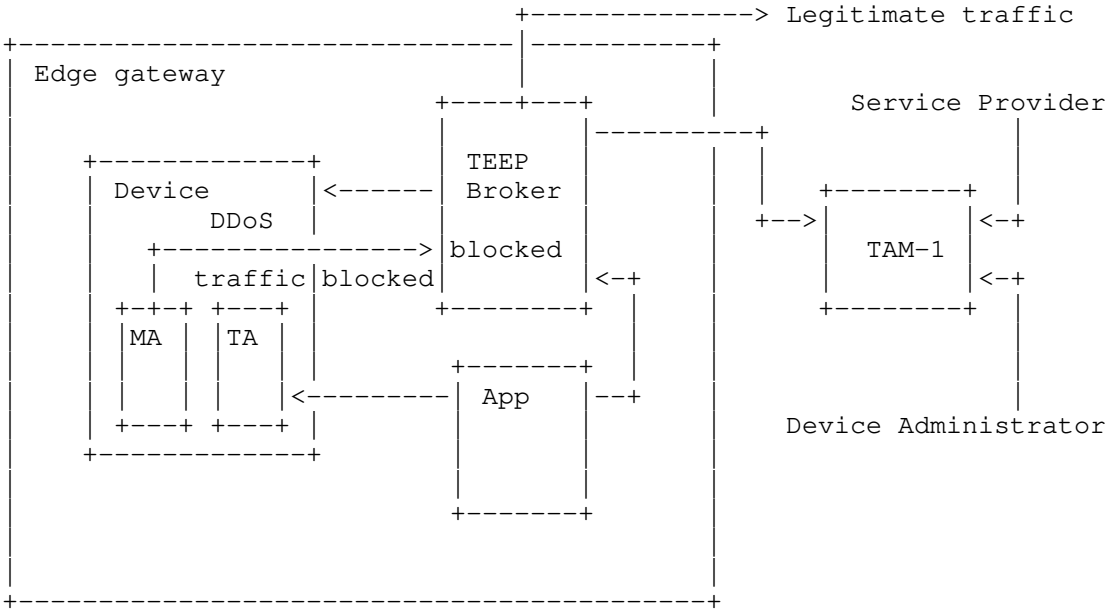 Legitimate traffic
Edge gateway
Service Provider
TEEP
Device
Broker
DDoS
blocked
TAM-1
traffic blocked
MA
TA
App
Device Administrator